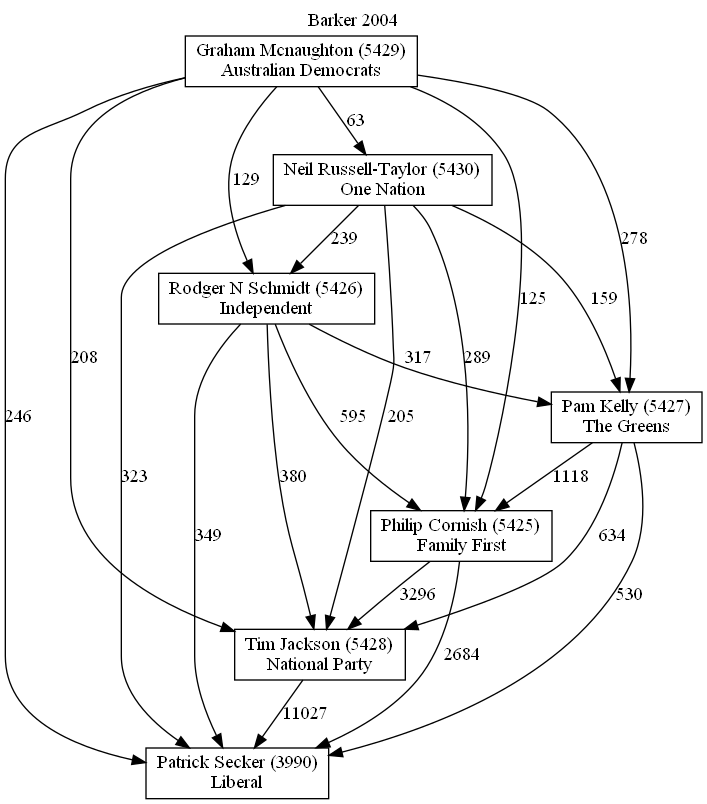 Barker 2004
Graham Mcnaughton (5429)
Australian Democrats
63
Neil Russell-Taylor (5430)
One Nation
129
239
278
Rodger N Schmidt (5426)
Independent
125
159
208
317
289
246
595
205
Pam Kelly (5427)
The Greens
323
380
1118
349
Philip Cornish (5425)
Family First
634
3296
530
Tim Jackson (5428)
National Party
2684
11027
Patrick Secker (3990)
Liberal